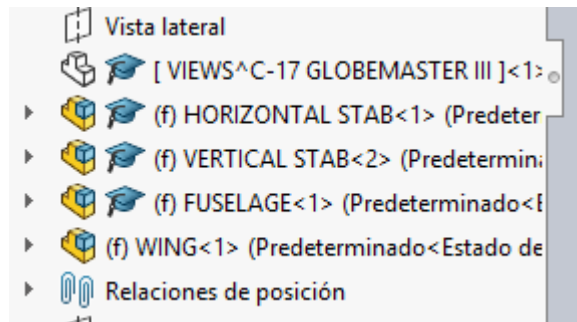 Vista lateral
[ VIEWS^C-17 GLOBEMASTER III ]<1>
(f) HORIZONTAL STAB<1> (Predeter
(f) VERTICAL STAB<2> (Predetermin
(f) FUSELAGE<1> (Predeterminado<E
(f) WING<1> (Predeterminado<Estado de
Relaciones de posición